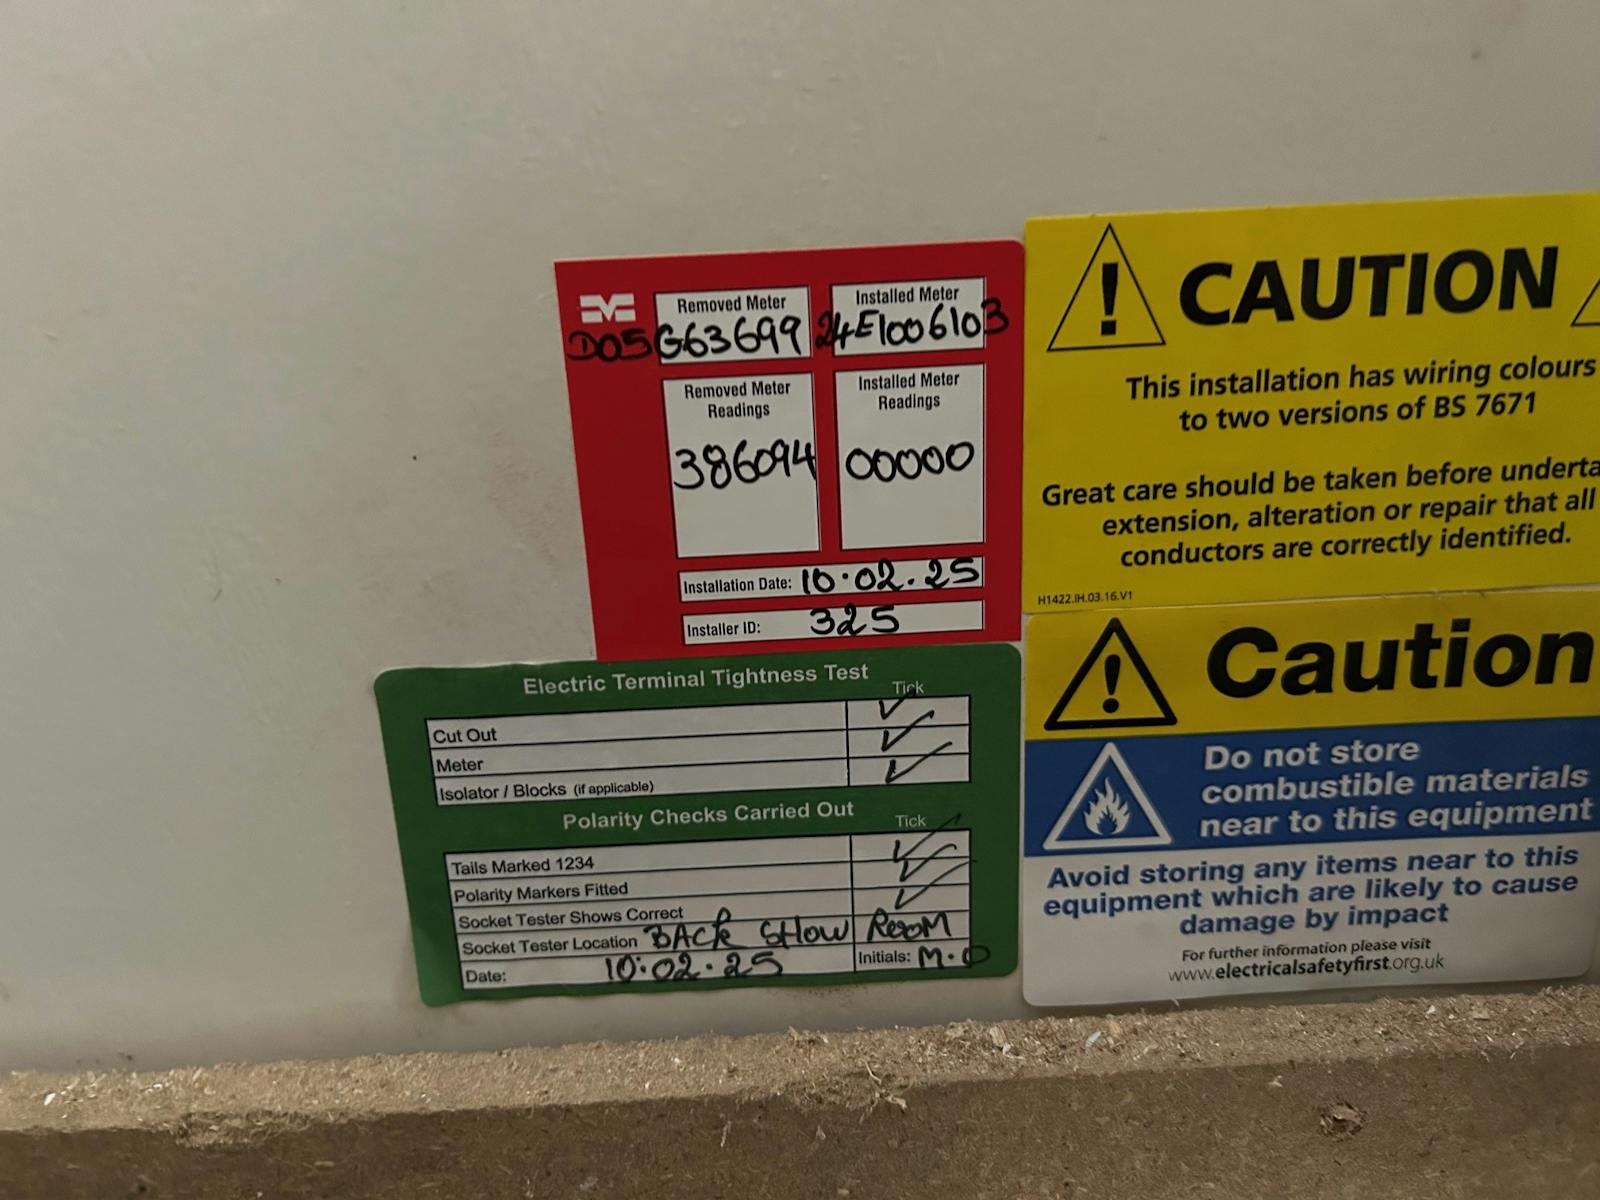 Removed Meter
D05G63699
Installed Meter
24E1006103
Removed Meter
Readings
386094
Installed Meter
Readings
00000
Installation Date: 10.02.25
Installer ID: 325
Electric Terminal Tightness Test
Tick
Cut Out ✓
Meter ✓
Isolator / Blocks (if applicable) ✓
Polarity Checks Carried Out
Tick
Tails Marked 1234 ✓
Polarity Markers Fitted ✓
Socket Tester Shows Correct ✓
Socket Tester Location BACK SHOW ROOM
Date: 10.02.25 Initials: M.D
! CAUTION
This installation has wiring colours
to two versions of BS 7671
Great care should be taken before underta
extension, alteration or repair that all
conductors are correctly identified.
H1422.IH.03.16.V1
! Caution
Do not store
combustible materials
near to this equipment
Avoid storing any items near to this
equipment which are likely to cause
damage by impact
For further information please visit
www.electricalsafetyfirst.org.uk